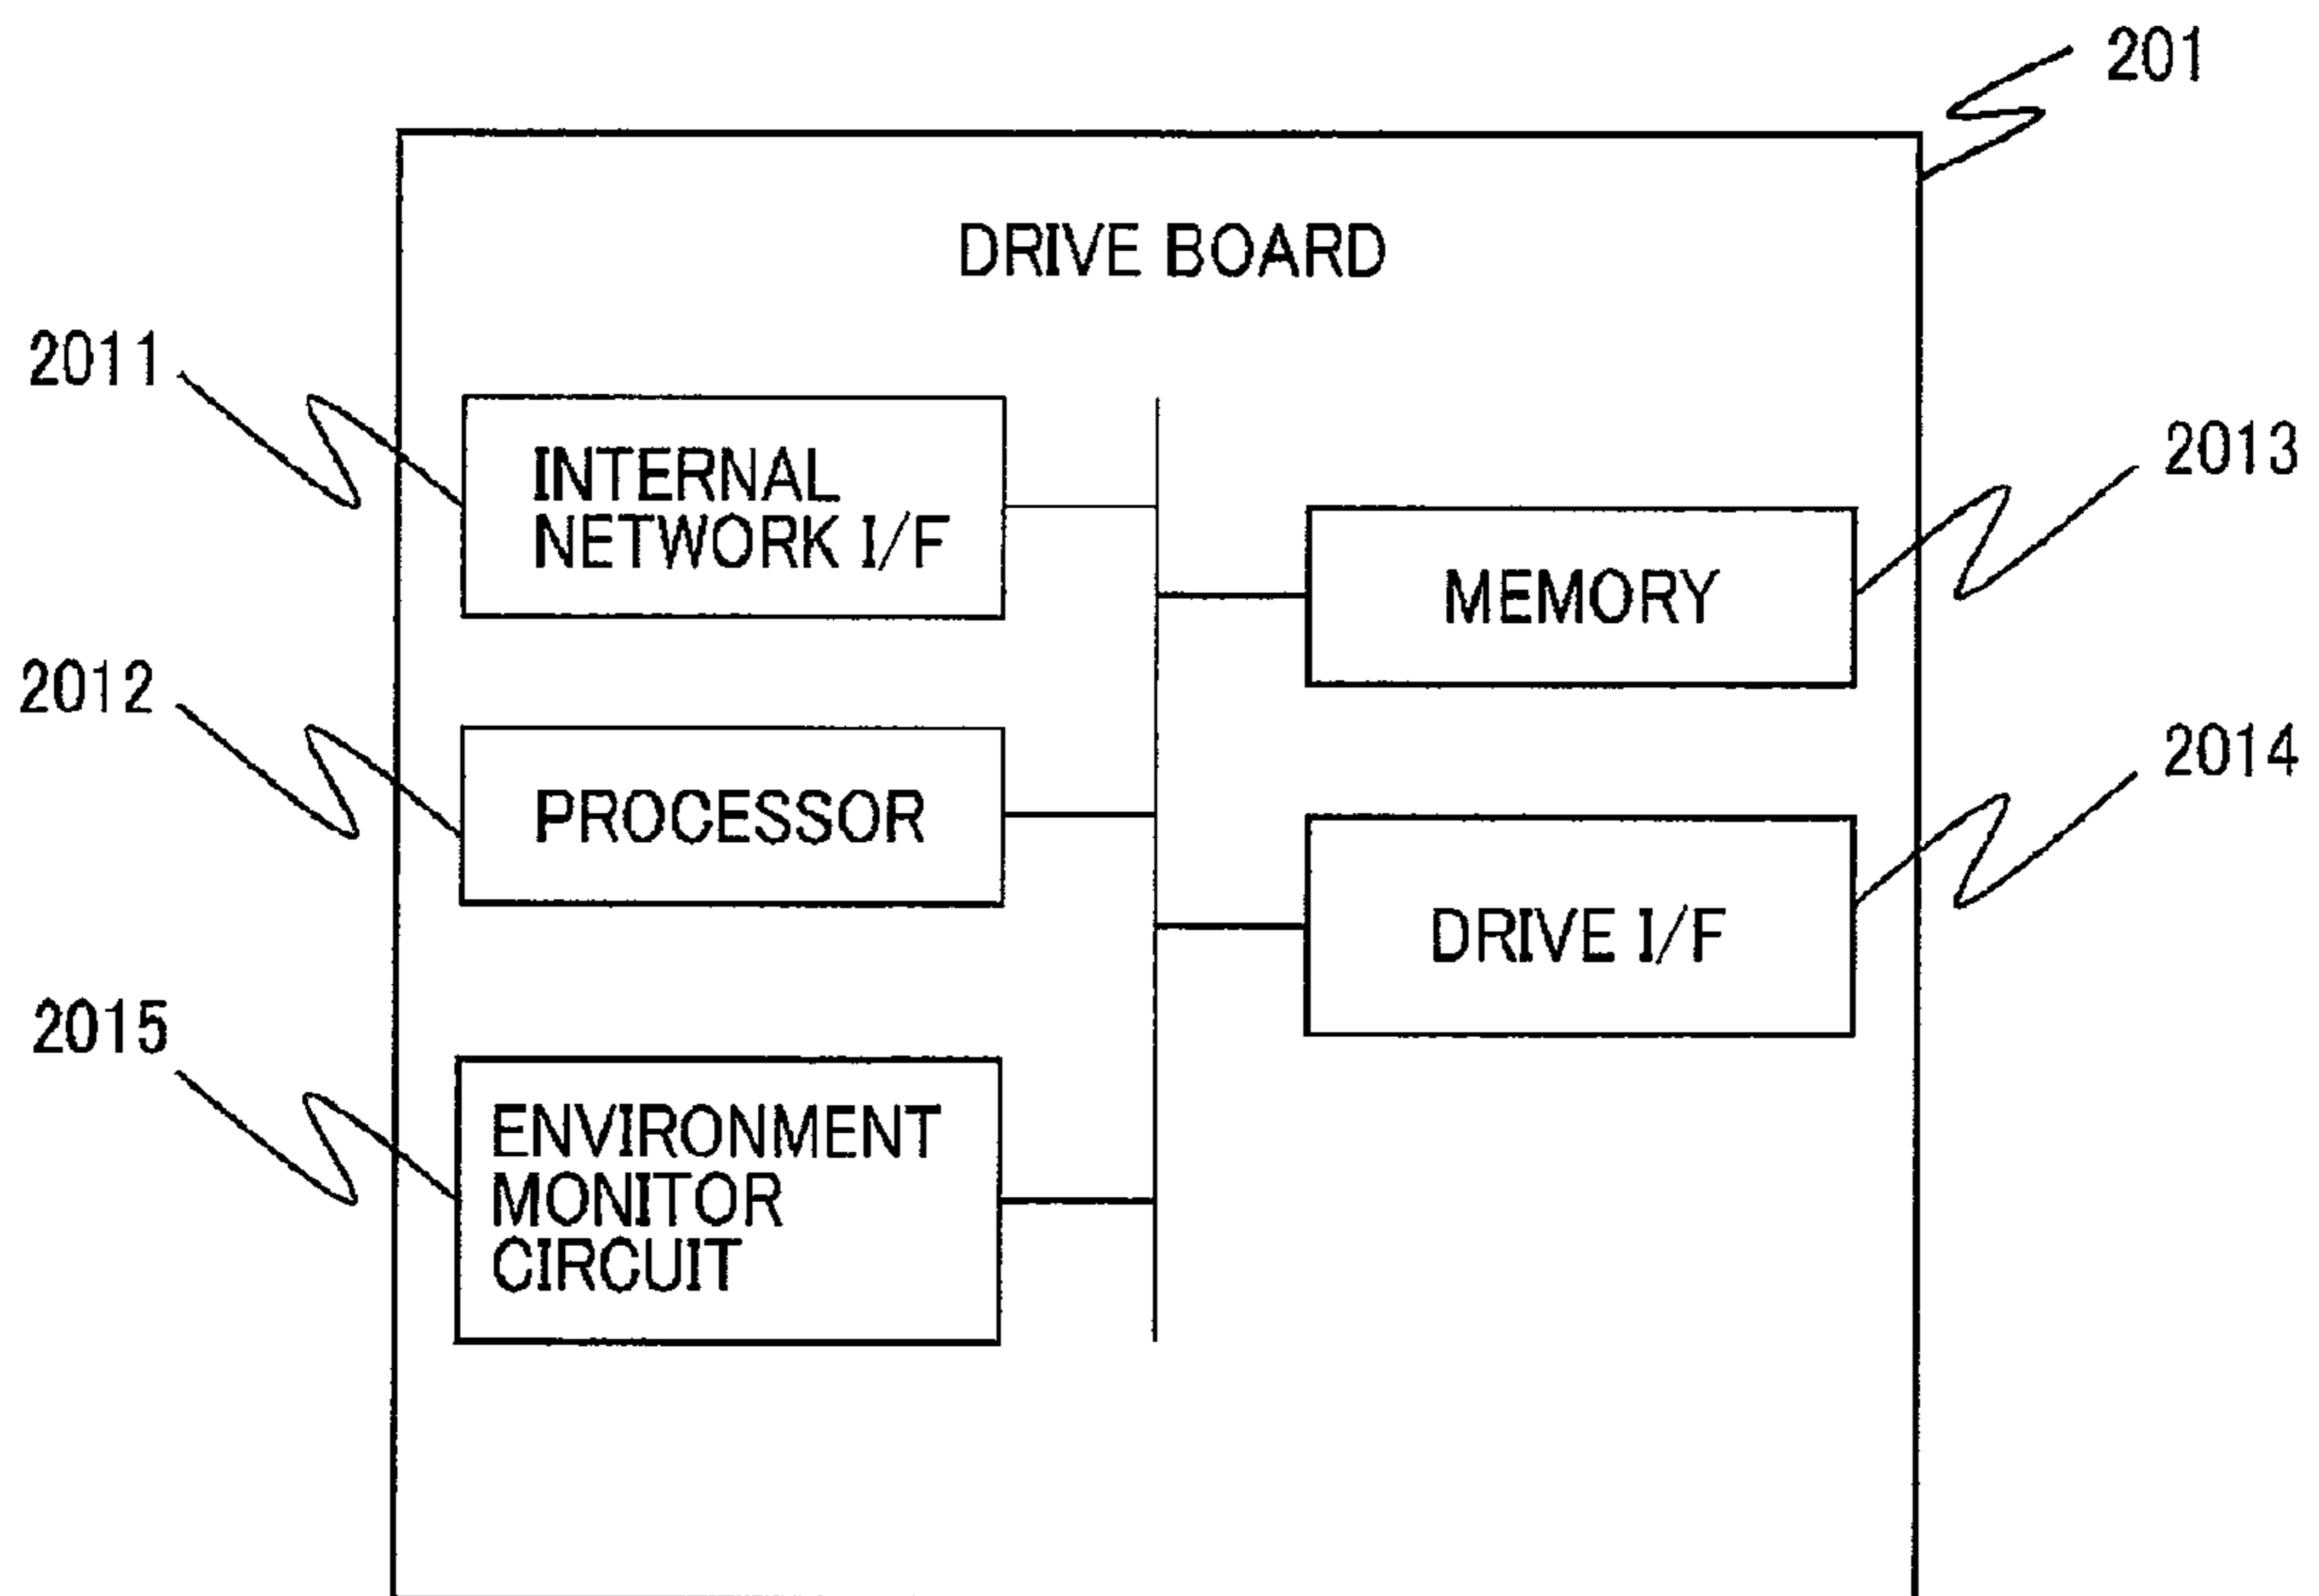 201
DRIVE BOARD
2011
INTERNAL
NETWORK I/F
2013
MEMORY
2012
PROCESSOR
2014
DRIVE I/F
2015
ENVIRONMENT
MONITOR
CIRCUIT